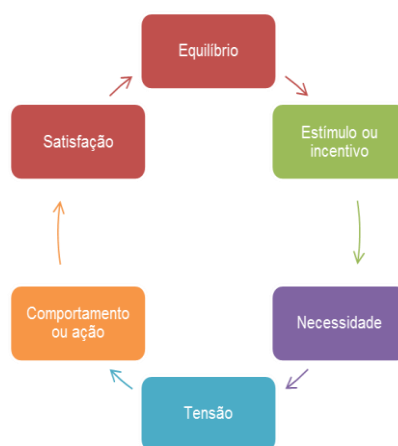 Equilíbrio
Estímulo ou
incentivo
Necessidade
Tensão
Comportamento
ou ação
Satisfação